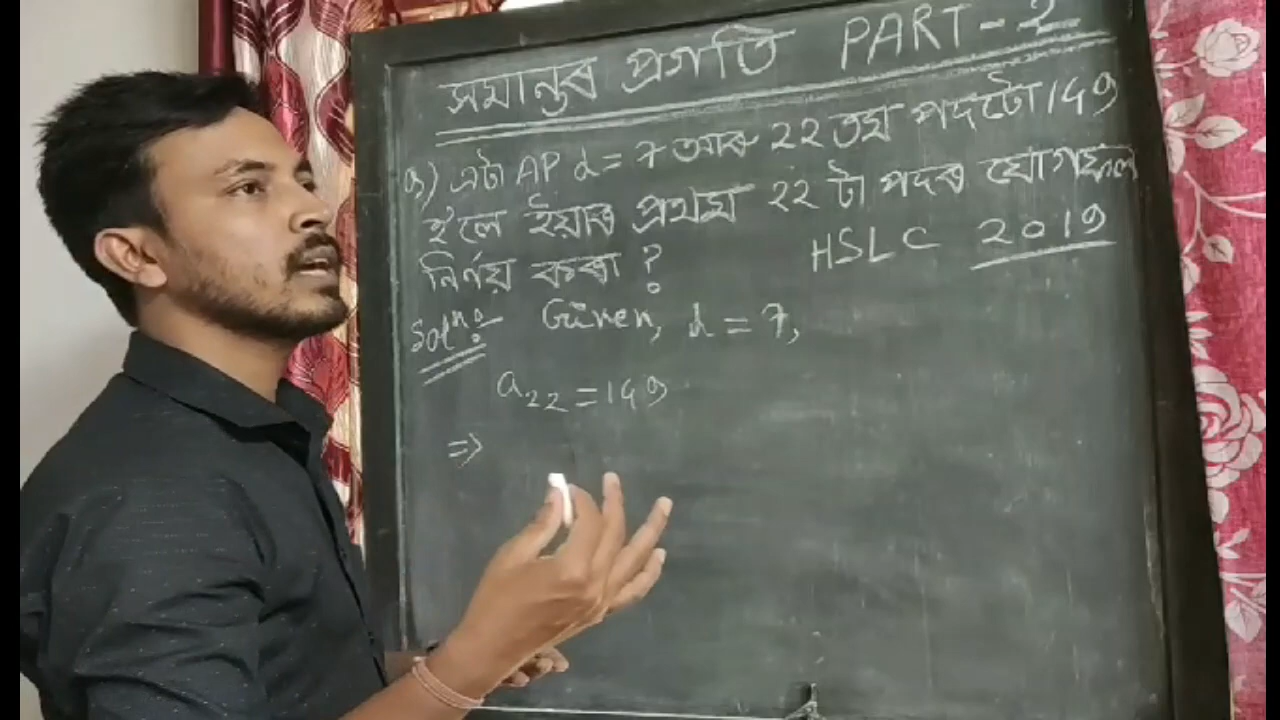 সমান্তৰ প্ৰগতি PART-2
Q) এটা AP d = 7 আৰু 22 তম পদটো 149
হ'লে ইয়াৰ প্ৰথম 22 টা পদৰ যোগফল
নিৰ্ণয় কৰা ?
HSLC 2019
Solⁿ:- Given, d = 7,
a₂₂ = 149
=>